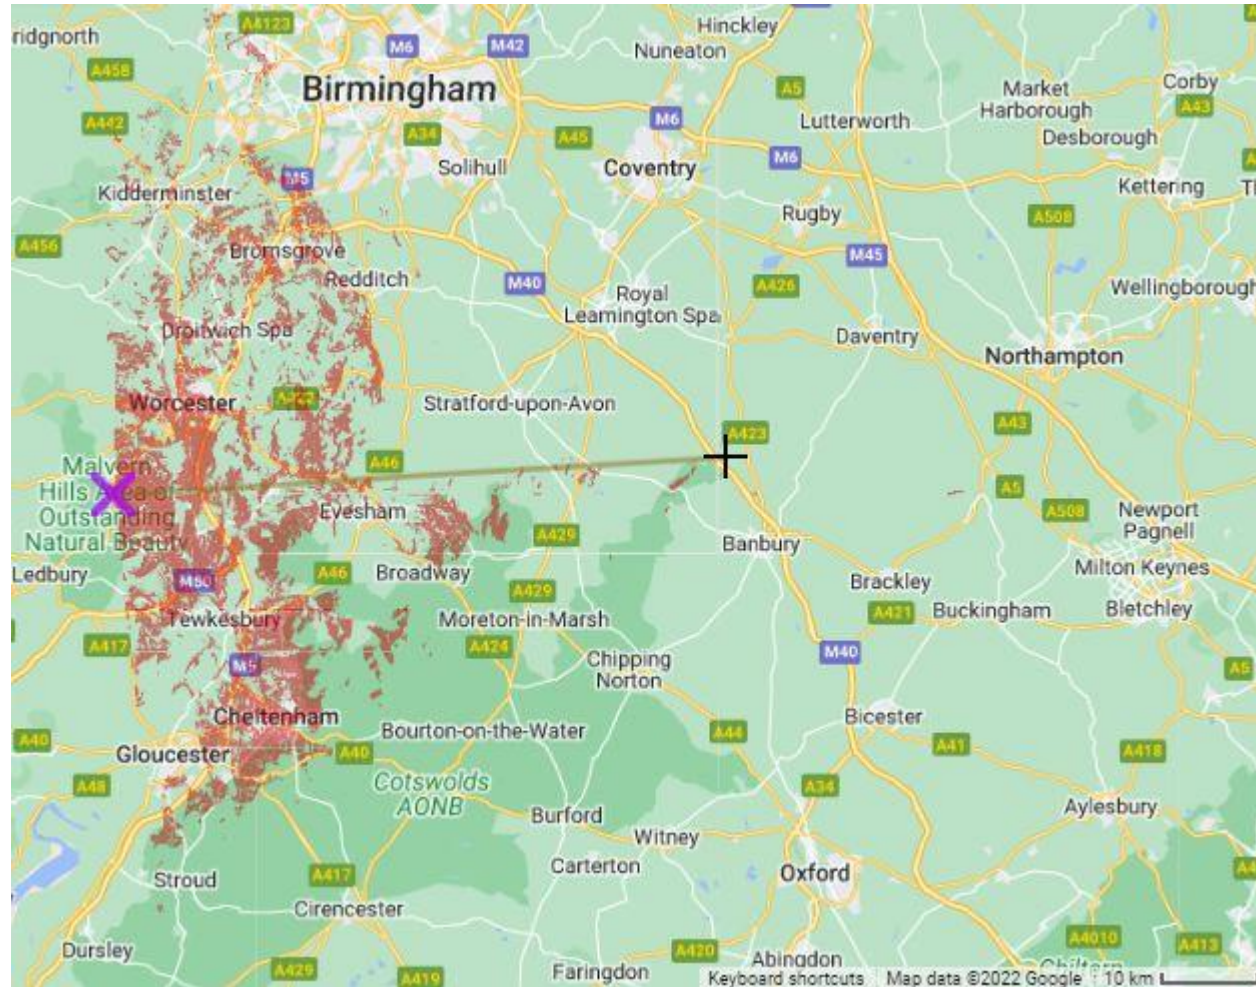 A4123
Hinckley
ridgnorth
M6
M42
Nuneaton
A458
Birmingham
A5
Market
Harborough
Corby
A43
A442
M6
Lutterworth
A34
A45
Desborough
Solihull
Coventry
M6
M5
Kidderminster
Kettering
Rugby
A508
A456
Bromsgrove
M45
Redditch
M40
A426
Royal
Leamington Spa
Wellingborough
Droitwich Spa
Daventry
Northampton
Worcester
Stratford-upon-Avon
A43
A423
Malvern
Hills Area of
Outstanding
Natural Beauty
A46
A5
Evesham
A508
Newport
Pagnell
A429
Banbury
Ledbury
M50
A46
Broadway
Milton Keynes
Brackley
A429
A421
Buckingham
Bletchley
Tewkesbury
Moreton-in-Marsh
A417
A424
M40
M5
Chipping
Norton
A5
Cheltenham
Bicester
Bourton-on-the-Water
A40
Gloucester
A40
A44
A41
A418
A48
Cotswolds
AONB
A34
Aylesbury
Burford
Witney
Carterton
Oxford
Stroud
A417
Cirencester
Dursley
A420
Abingdon
A4010
A413
A429
A419
Faringdon
Keyboard shortcuts
Map data ©2022 Google
10 km